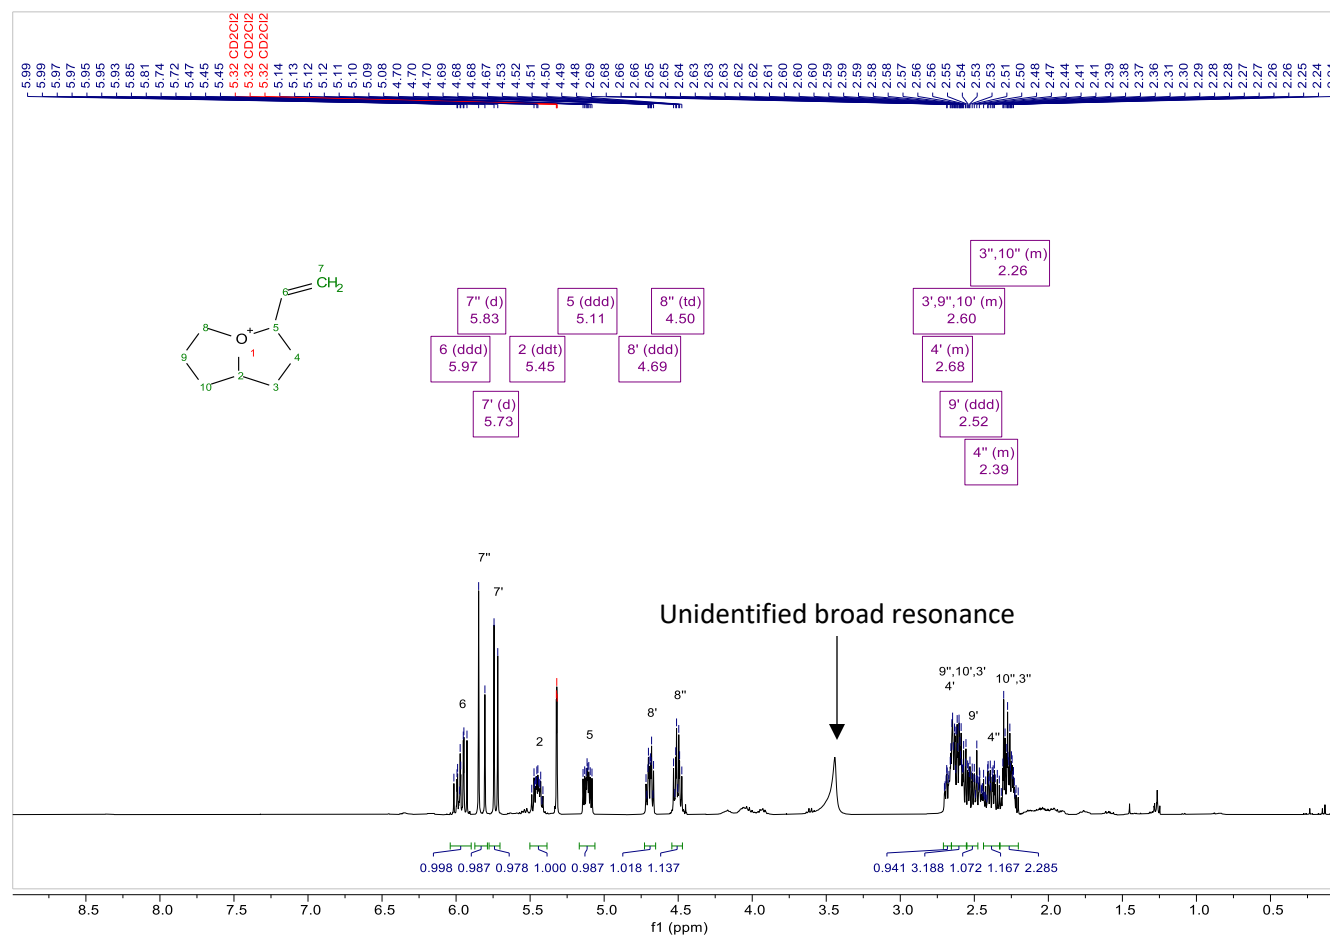 5.99 5.99 5.97 5.97 5.95 5.95 5.93 5.85 5.81 5.74 5.72 5.47 5.45 5.45 5.32 CD2Cl2 5.32 CD2Cl2 5.32 CD2Cl2 5.14 5.13 5.12 5.12 5.11 5.10 5.09 5.08 4.70 4.70 4.70 4.69 4.68 4.68 4.67 4.53 4.52 4.51 4.50 4.49 4.48 2.69 2.68 2.66 2.66 2.65 2.65 2.64 2.63 2.63 2.63 2.62 2.62 2.61 2.60 2.60 2.60 2.59 2.59 2.59 2.58 2.58 2.57 2.56 2.56 2.55 2.54 2.53 2.53 2.51 2.50 2.48 2.47 2.44 2.41 2.41 2.39 2.38 2.37 2.36 2.31 2.30 2.29 2.28 2.28 2.27 2.27 2.26 2.26 2.25 2.24
3'',10'' (m)
2.26
7'' (d)
5.83
5 (ddd)
5.11
8'' (td)
4.50
3',9'',10' (m)
2.60
6 (ddd)
5.97
2 (ddt)
5.45
8' (ddd)
4.69
4' (m)
2.68
7' (d)
5.73
9' (ddd)
2.52
4'' (m)
2.39
7
6 CH2
8 O+ 5
1
9 4
10 2 3
7''
7'
Unidentified broad resonance
9'',10',3'
4'
10'',3''
6
2
5
8'
8''
9'
4''
0.998 0.987 0.978 1.000 0.987 1.018 1.137 0.941 3.188 1.072 1.167 2.285
8.5 8.0 7.5 7.0 6.5 6.0 5.5 5.0 4.5 4.0 3.5 3.0 2.5 2.0 1.5 1.0 0.5
f1 (ppm)